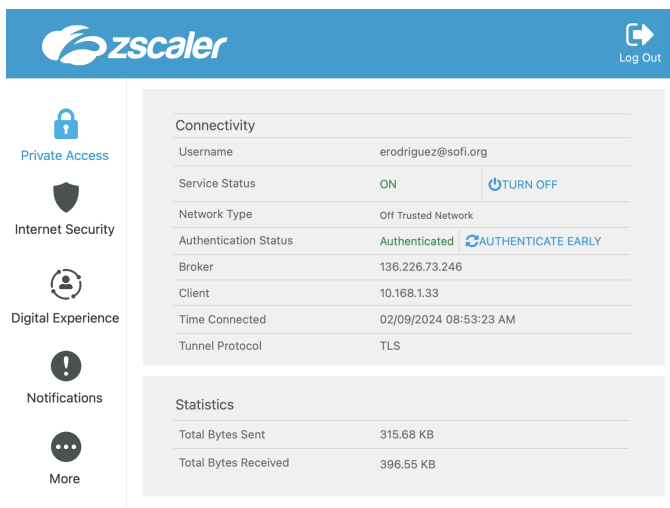 zscaler
Log Out
Private Access
Internet Security
Digital Experience
Notifications
More
Connectivity
Username erodriguez@sofi.org
Service Status ON TURN OFF
Network Type Off Trusted Network
Authentication Status Authenticated AUTHENTICATE EARLY
Broker 136.226.73.246
Client 10.168.1.33
Time Connected 02/09/2024 08:53:23 AM
Tunnel Protocol TLS
Statistics
Total Bytes Sent 315.68 KB
Total Bytes Received 396.55 KB